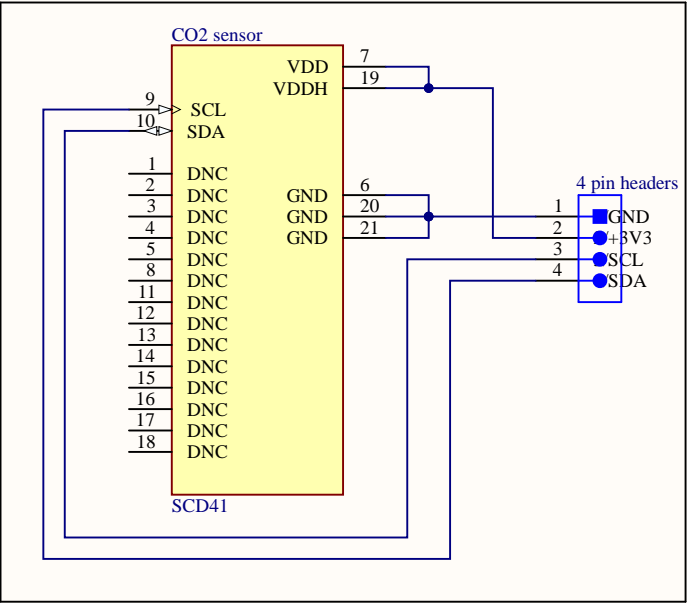 CO2 sensor
VDD 7
VDDH 19
9 SCL
10 SDA
1 DNC
2 DNC GND 6
3 DNC GND 20
4 DNC GND 21
5 DNC
8 DNC
11 DNC
12 DNC
13 DNC
14 DNC
15 DNC
16 DNC
17 DNC
18 DNC
SCD41
4 pin headers
1 GND
2 +3V3
3 SCL
4 SDA